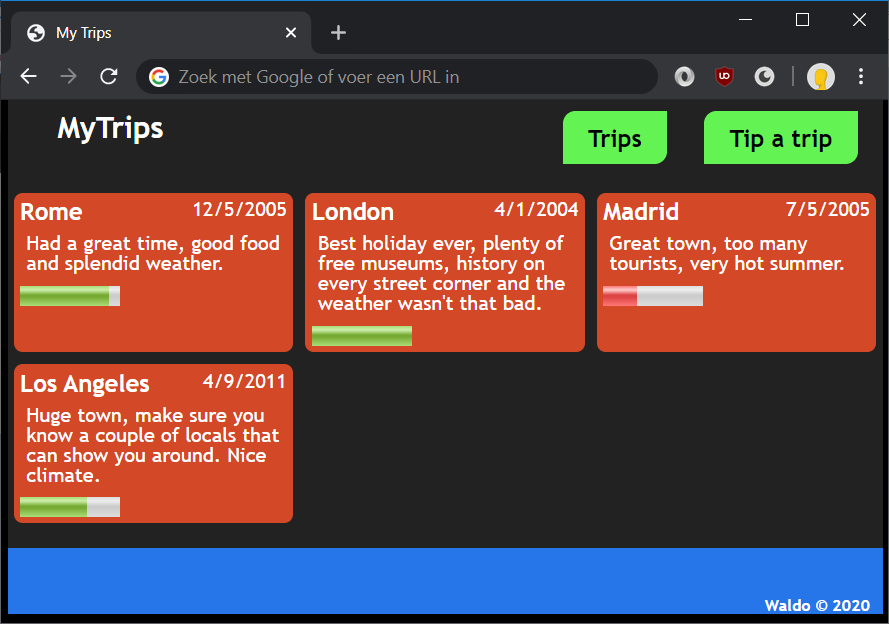 My Trips
Zoek met Google of voer een URL in
UO
MyTrips
Trips
Tip a trip
Rome
12/5/2005
Had a great time, good food
and splendid weather.
London
4/1/2004
Best holiday ever, plenty of
free museums, history on
every street corner and the
weather wasn't that bad.
Madrid
7/5/2005
Great town, too many
tourists, very hot summer.
Los Angeles
4/9/2011
Huge town, make sure you
know a couple of locals that
can show you around. Nice
climate.
Waldo © 2020